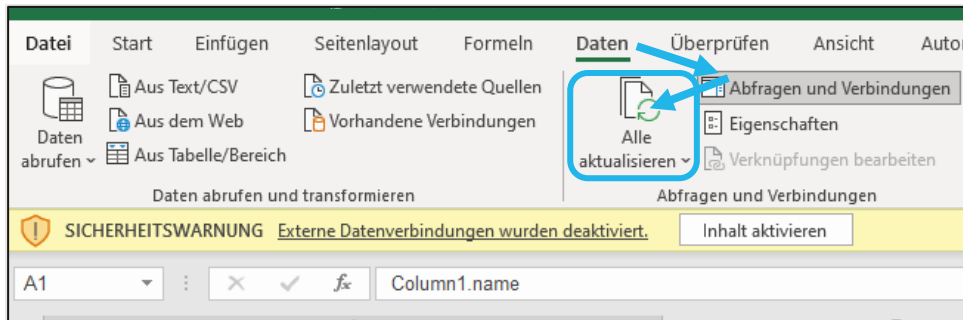 Datei Start Einfügen Seitenlayout Formeln Daten Überprüfen Ansicht Auto
Aus Text/CSV Zuletzt verwendete Quellen Abfragen und Verbindungen
Aus dem Web Vorhandene Verbindungen Eigenschaften
Daten abrufen Aus Tabelle/Bereich Alle aktualisieren Verknüpfungen bearbeiten
Daten abrufen und transformieren Abfragen und Verbindungen
SICHERHEITSWARNUNG Externe Datenverbindungen wurden deaktiviert. Inhalt aktivieren
A1 fx Column1.name